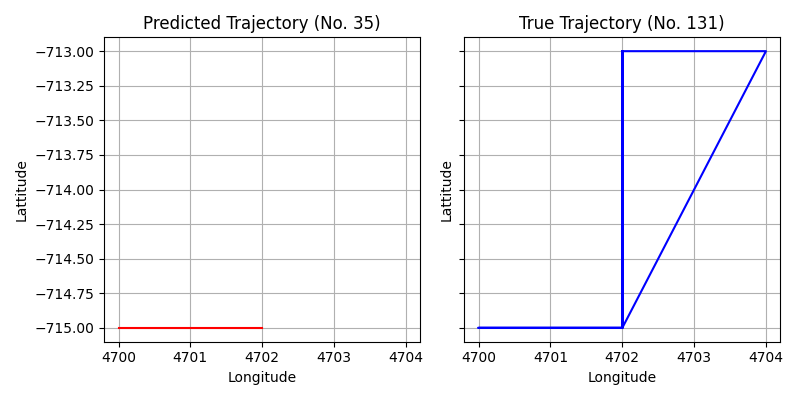 Predicted Trajectory (No. 35)
True Trajectory (No. 131)
−713.00
−713.25
−713.50
−713.75
−714.00
−714.25
−714.50
−714.75
−715.00
Lattitude
Lattitude
4700 4701 4702 4703 4704
4700 4701 4702 4703 4704
Longitude
Longitude